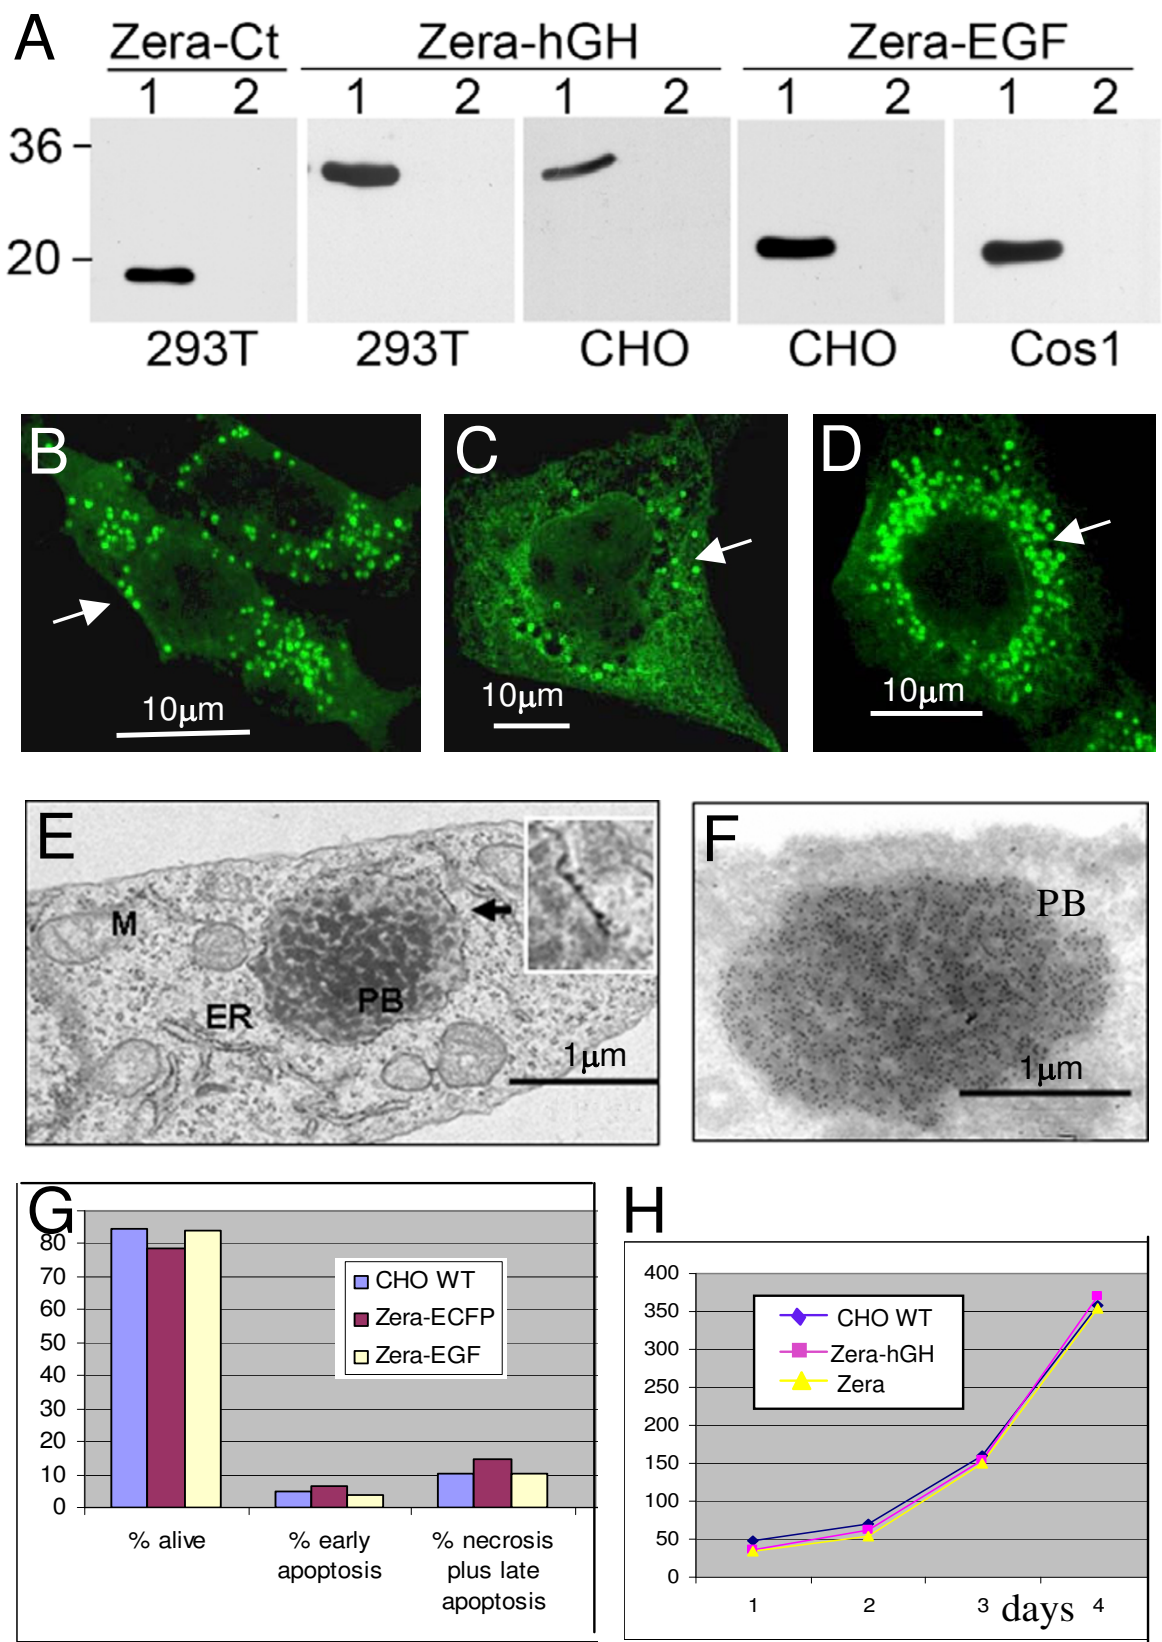 A
Zera-Ct Zera-hGH Zera-EGF
1 2 1 2 1 2 1 2 1 2
36
20
293T 293T CHO CHO Cos1
B C D
10μm 10μm 10μm
E F
M PB
ER PB
1μm 1μm
G
80
70
60
50
40
30
20
10
0
CHO WT
Zera-ECFP
Zera-EGF
% alive % early apoptosis % necrosis plus late apoptosis
H
400
350
300
250
200
150
100
50
0
CHO WT
Zera-hGH
Zera
1 2 3 days 4